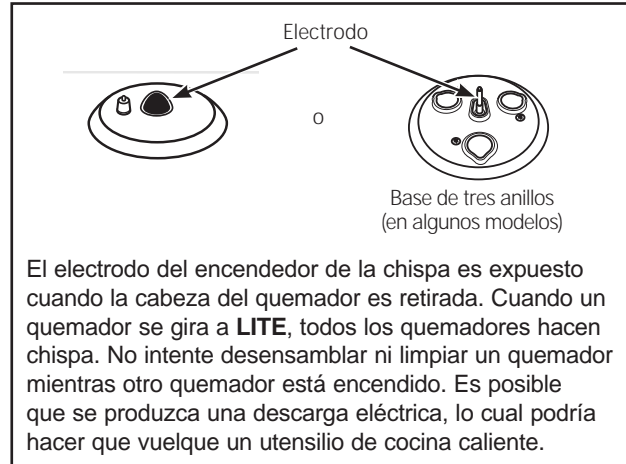 Electrodo
o
Base de tres anillos
(en algunos modelos)
El electrodo del encendedor de la chispa es expuesto
cuando la cabeza del quemador es retirada. Cuando un
quemador se gira a LITE, todos los quemadores hacen
chispa. No intente desensamblar ni limpiar un quemador
mientras otro quemador está encendido. Es posible
que se produzca una descarga eléctrica, lo cual podría
hacer que vuelque un utensilio de cocina caliente.